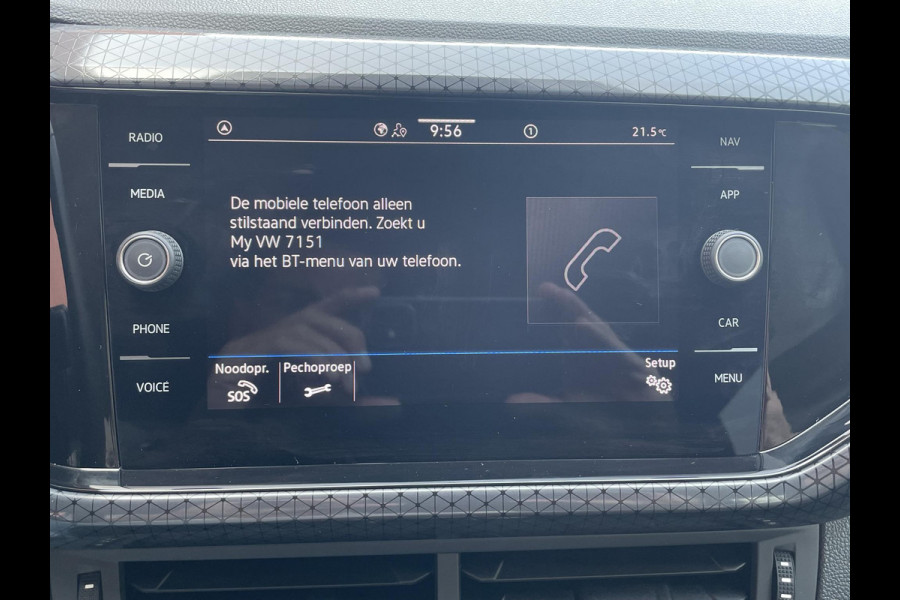 RADIO
MEDIA
PHONE
VOICE
9:56
1
21.5°C
De mobiele telefoon alleen
stilstaand verbinden. Zoekt u
My VW 7151
via het BT-menu van uw telefoon.
Noodopr.
SOS
Pechoproep
Setup
NAV
APP
CAR
MENU